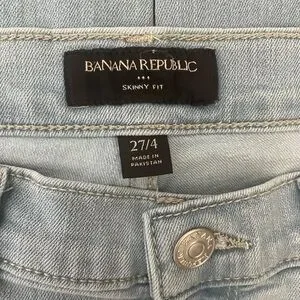 BANANA REPUBLIC
SKINNY FIT
27/4
MADE IN
PAKISTAN